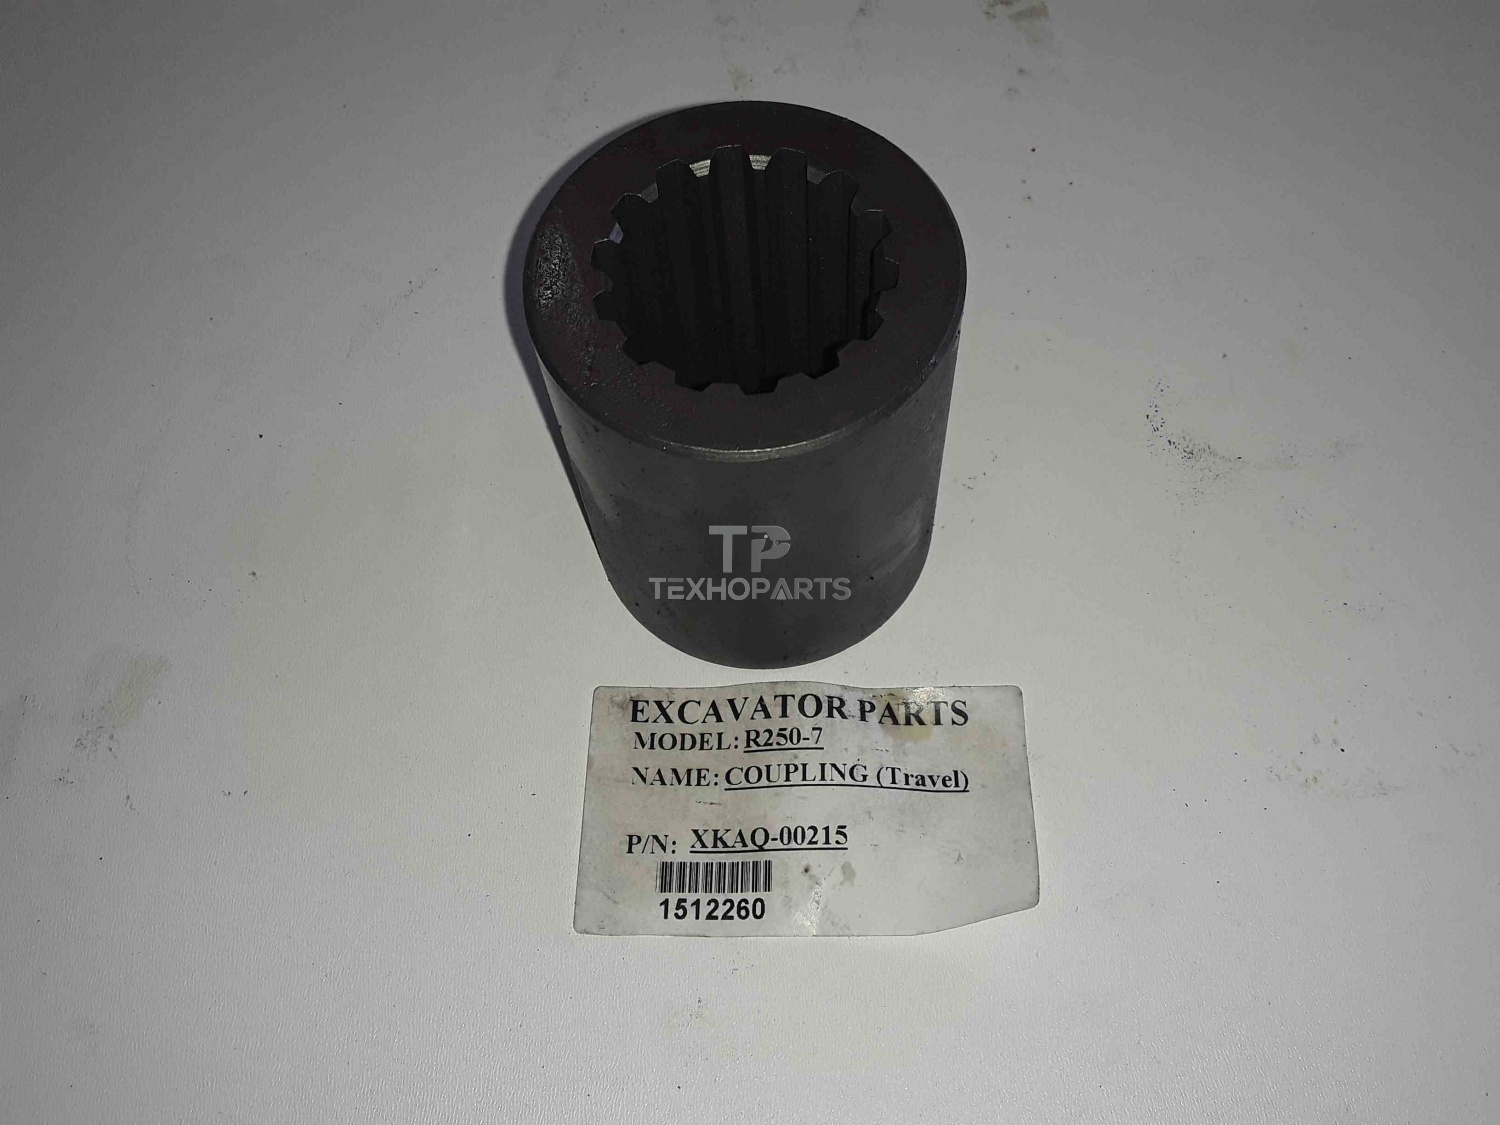 TP
TEXHOPARTS
EXCAVATOR PARTS
MODEL: R250-7
NAME: COUPLING (Travel)
P/N: XKAQ-00215
1512260